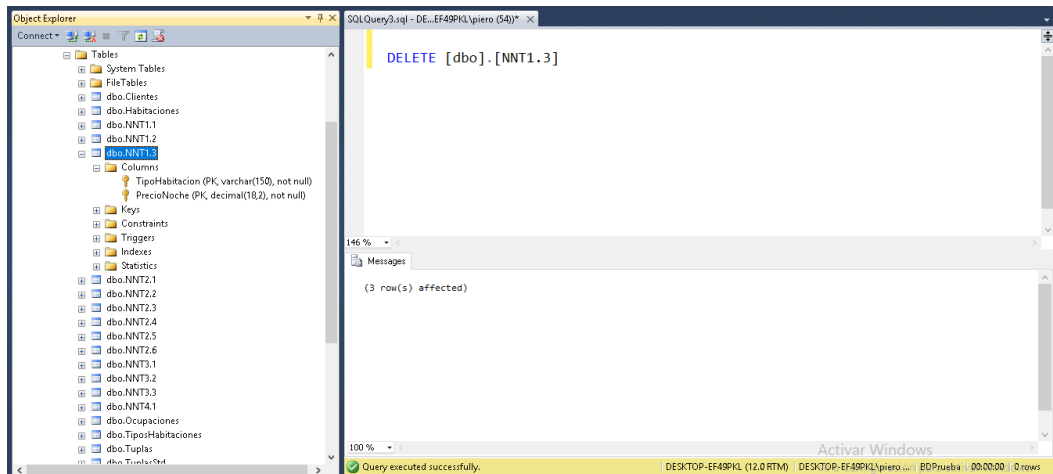 Object Explorer
Connect
Tables
System Tables
FileTables
dbo.Clientes
dbo.Habitaciones
dbo.NNT1.1
dbo.NNT1.2
dbo.NNT1.3
Columns
TipoHabitacion (PK, varchar(150), not null)
PrecioNoche (PK, decimal(18,2), not null)
Keys
Constraints
Triggers
Indexes
Statistics
dbo.NNT2.1
dbo.NNT2.2
dbo.NNT2.3
dbo.NNT2.4
dbo.NNT2.5
dbo.NNT2.6
dbo.NNT3.1
dbo.NNT3.2
dbo.NNT3.3
dbo.NNT4.1
dbo.Ocupaciones
dbo.TiposHabitaciones
dbo.Tuplas
dbo.TuplasStd
SQLQuery3.sql - DE...EF49PKL\piero (54))*
DELETE [dbo].[NNT1.3]
146 %
Messages
(3 row(s) affected)
100 %
Activar Windows
Query executed successfully.
DESKTOP-EF49PKL (12.0 RTM)
DESKTOP-EF49PKL\piero ...
BDPrueba
00:00:00
0 rows